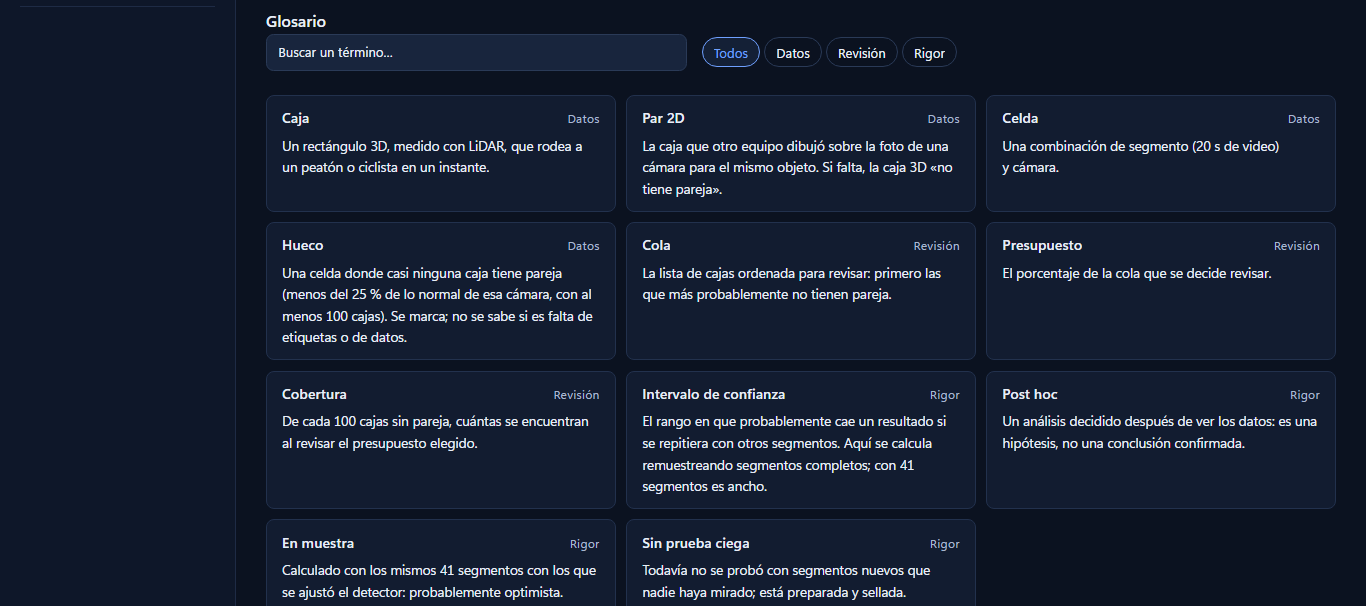 Glosario
Buscar un término...
Todos
Datos
Revisión
Rigor
Caja
Datos
Un rectángulo 3D, medido con LiDAR, que rodea a
un peatón o ciclista en un instante.
Par 2D
Datos
La caja que otro equipo dibujó sobre la foto de una
cámara para el mismo objeto. Si falta, la caja 3D «no
tiene pareja».
Celda
Datos
Una combinación de segmento (20 s de video)
y cámara.
Hueco
Datos
Una celda donde casi ninguna caja tiene pareja
(menos del 25 % de lo normal de esa cámara, con al
menos 100 cajas). Se marca; no se sabe si es falta de
etiquetas o de datos.
Cola
Revisión
La lista de cajas ordenada para revisar: primero las
que más probablemente no tienen pareja.
Presupuesto
Revisión
El porcentaje de la cola que se decide revisar.
Cobertura
Revisión
De cada 100 cajas sin pareja, cuántas se encuentran
al revisar el presupuesto elegido.
Intervalo de confianza
Rigor
El rango en que probablemente cae un resultado si
se repitiera con otros segmentos. Aquí se calcula
remuestreando segmentos completos; con 41
segmentos es ancho.
Post hoc
Rigor
Un análisis decidido después de ver los datos: es una
hipótesis, no una conclusión confirmada.
En muestra
Rigor
Calculado con los mismos 41 segmentos con los que
se ajustó el detector: probablemente optimista.
Sin prueba ciega
Rigor
Todavía no se probó con segmentos nuevos que
nadie haya mirado; está preparada y sellada.